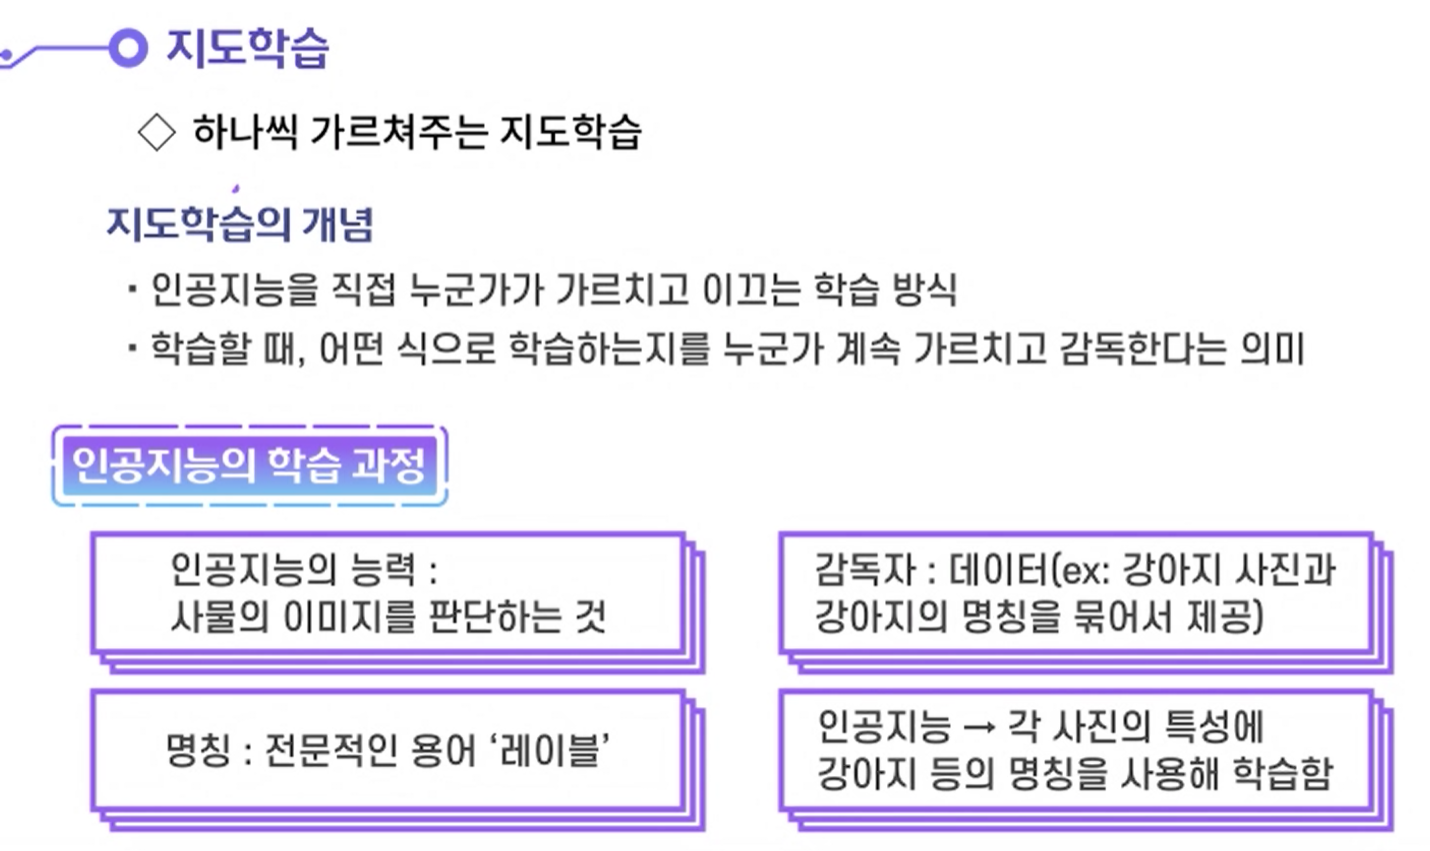 지도학습
◇ 하나씩 가르쳐주는 지도학습
지도학습의 개념
· 인공지능을 직접 누군가가 가르치고 이끄는 학습 방식
· 학습할 때, 어떤 식으로 학습하는지를 누군가 계속 가르치고 감독한다는 의미
인공지능의 학습 과정
인공지능의 능력 :
사물의 이미지를 판단하는 것
감독자 : 데이터(ex: 강아지 사진과
강아지의 명칭을 묶어서 제공)
명칭 : 전문적인 용어 ‘레이블’
인공지능 → 각 사진의 특성에
강아지 등의 명칭을 사용해 학습함